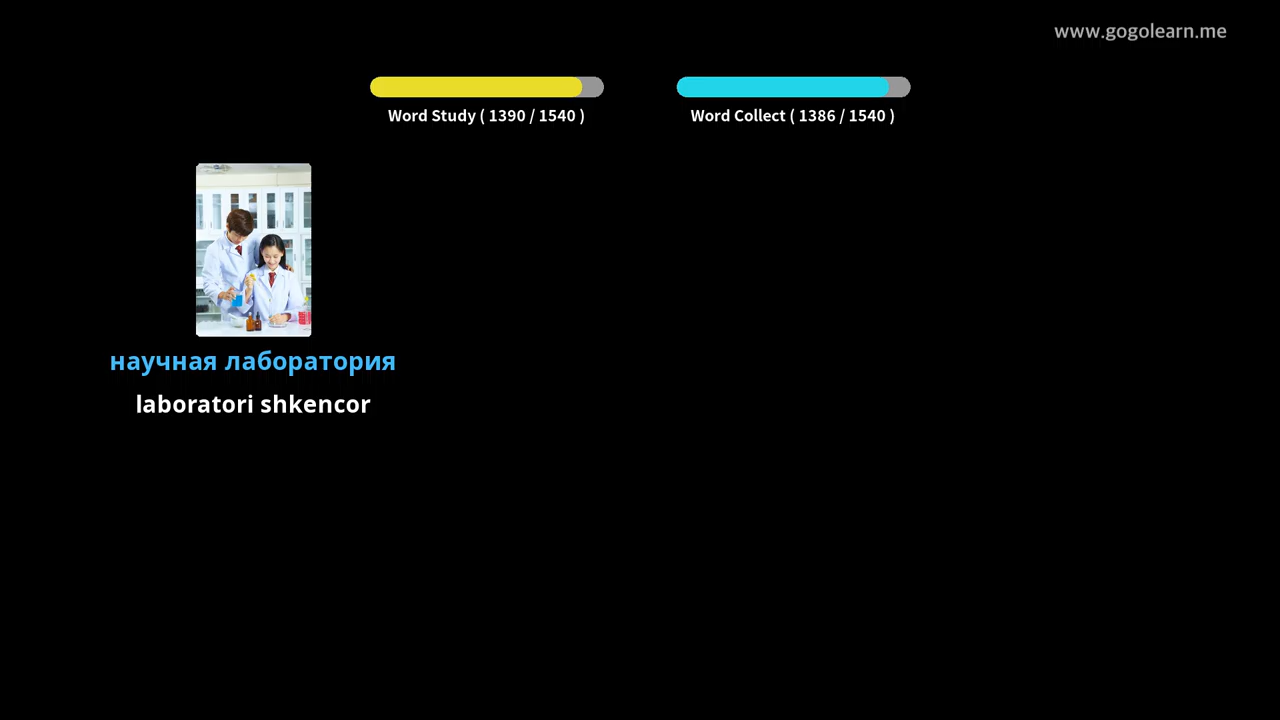 www.gogolearn.me
Word Study ( 1390 / 1540 )
Word Collect ( 1386 / 1540 )
научная лаборатория
laboratori shkencor